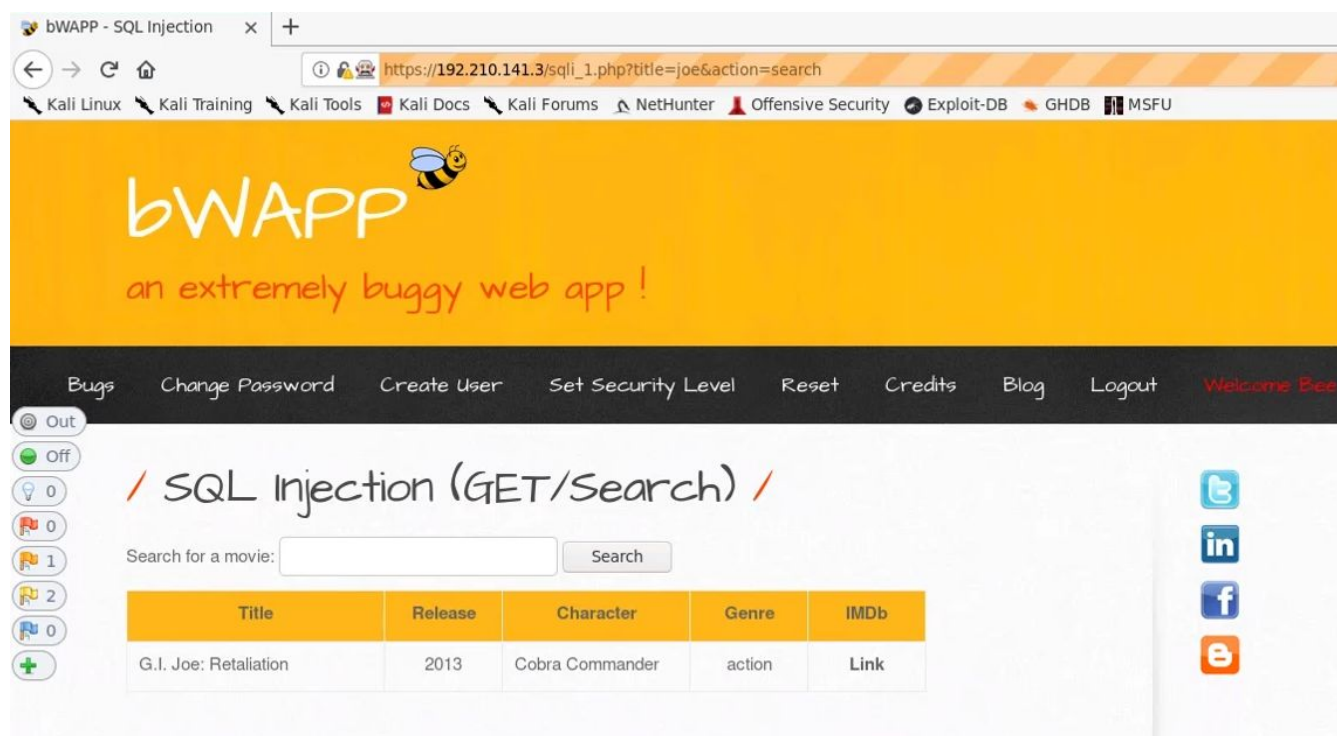 bWAPP - SQL Injection
https://192.210.141.3/sqli_1.php?title=joe&action=search
Kali Linux Kali Training Kali Tools Kali Docs Kali Forums NetHunter Offensive Security Exploit-DB GHDB MSFU
bWAPP
an extremely buggy web app !
Bugs Change Password Create User Set Security Level Reset Credits Blog Logout Welcome Bee
Out
Off
0
0
1
2
0
/ SQL Injection (GET/Search) /
Search for a movie: Search
Title Release Character Genre IMDb
G.I. Joe: Retaliation 2013 Cobra Commander action Link